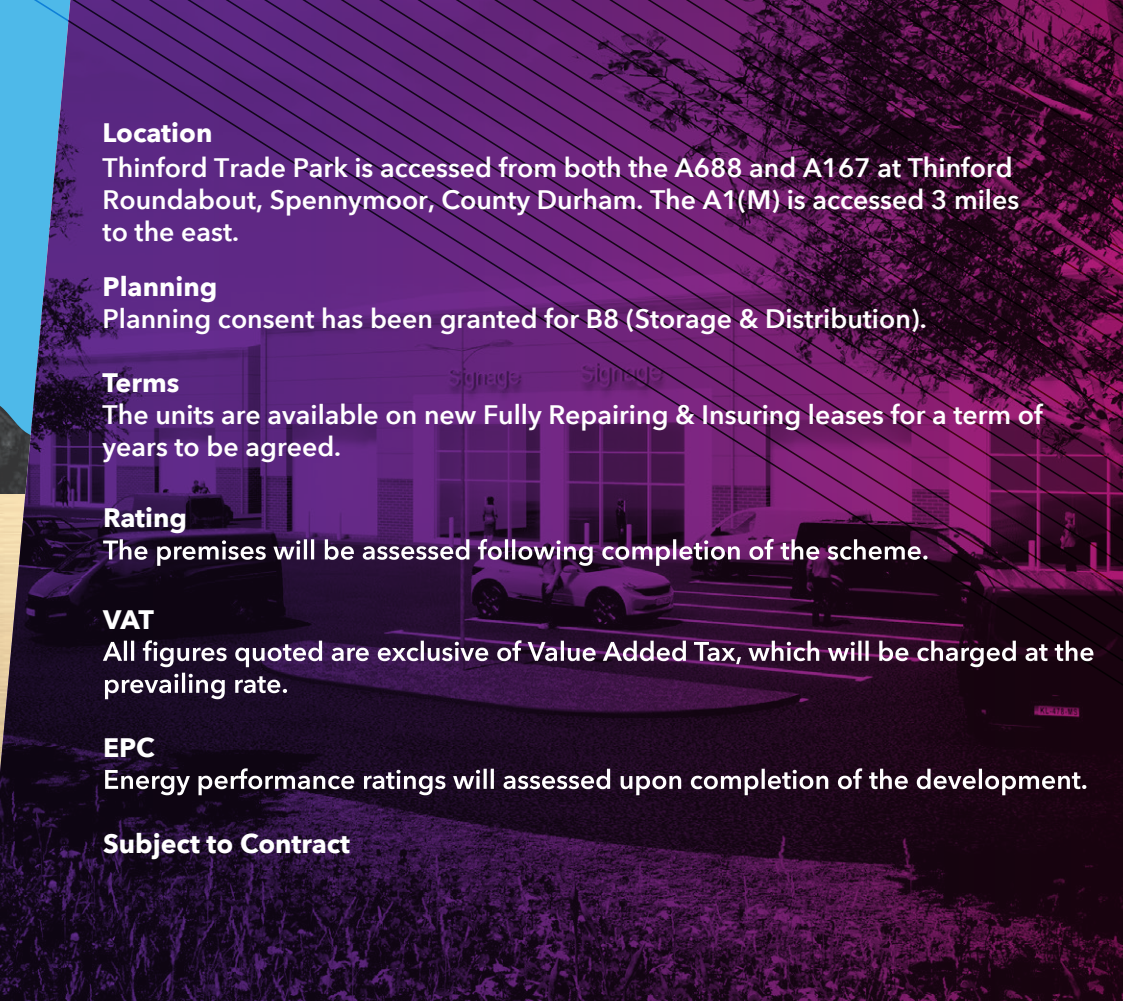 Location
Thinford Trade Park is accessed from both the A688 and A167 at Thinford
Roundabout, Spennymoor, County Durham. The A1(M) is accessed 3 miles
to the east.
Planning
Planning consent has been granted for B8 (Storage & Distribution).
Signage
Signage
Terms
The units are available on new Fully Repairing & Insuring leases for a term of
years to be agreed.
Rating
The premises will be assessed following completion of the scheme.
VAT
All figures quoted are exclusive of Value Added Tax, which will be charged at the
prevailing rate.
EPC
Energy performance ratings will assessed upon completion of the development.
Subject to Contract